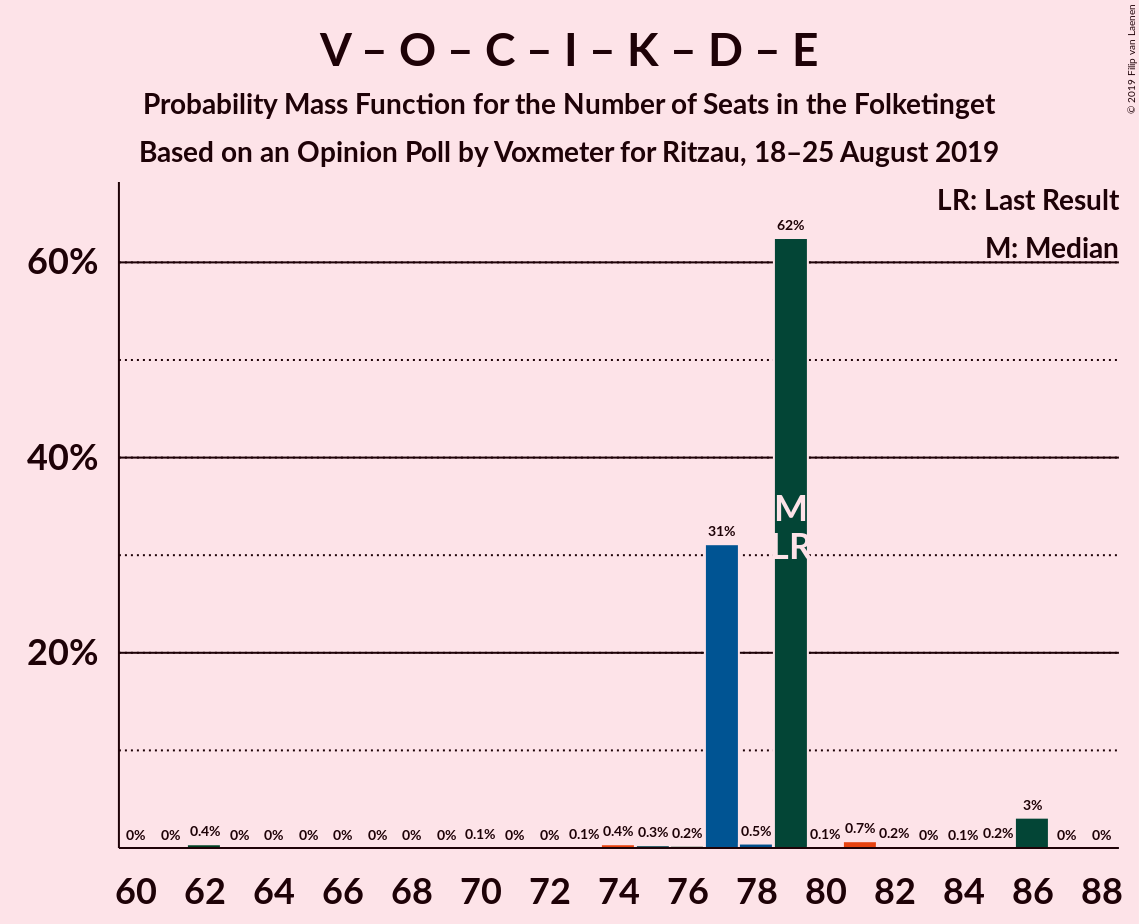 V – O – C – I – K – D – E
Probability Mass Function for the Number of Seats in the Folketinget
Based on an Opinion Poll by Voxmeter for Ritzau, 18–25 August 2019
© 2019 Filip van Laenen
LR: Last Result
M: Median
60%
40%
20%
0% 0% 0.4% 0% 0% 0% 0% 0% 0% 0% 0.1% 0% 0% 0.1% 0.4% 0.3% 0.2% 31% 0.5% 62% 0.1% 0.7% 0.2% 0% 0.1% 0.2% 3% 0% 0%
M
LR
60 62 64 66 68 70 72 74 76 78 80 82 84 86 88